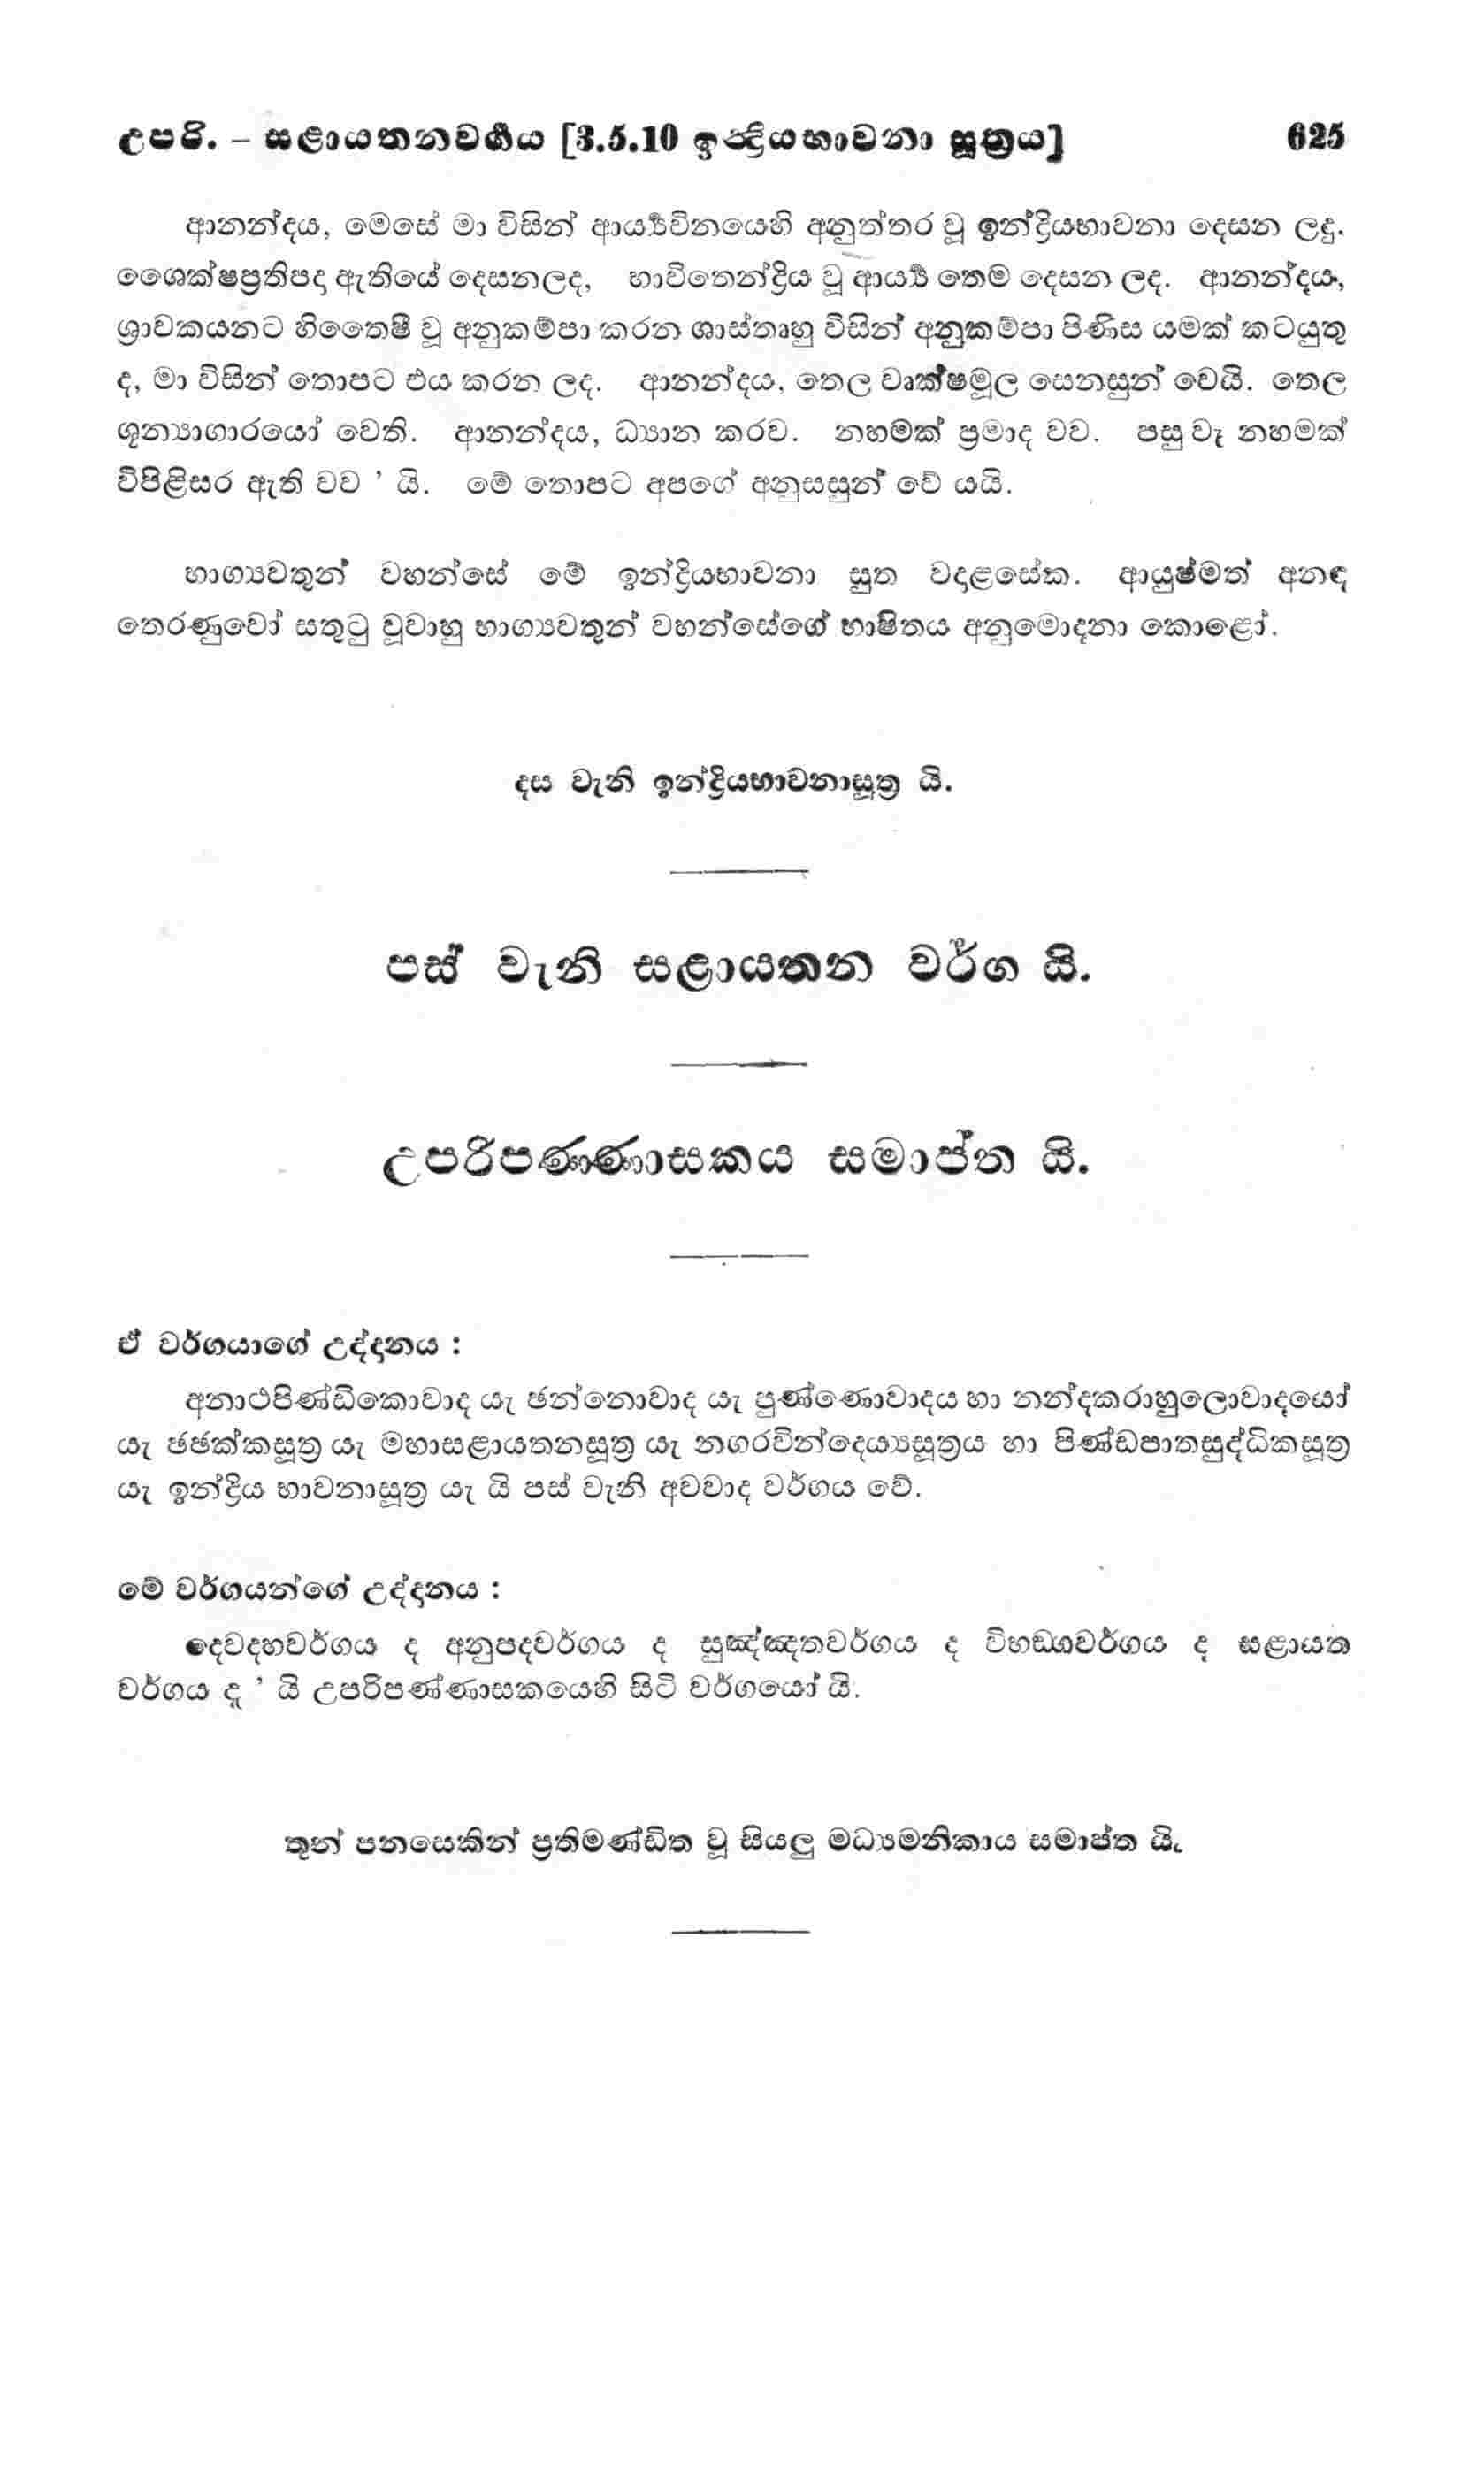 උපරි. – සළායතනවර්‍ගය [3.5.10 ඉන්‍ද්‍රියභාවනා සූත්‍රය] 625
ආනන්දය, මෙසේ මා විසින් ආර්‍ය්‍යවිනයෙහි අනුත්තර වූ ඉන්ද්‍රියභාවනා දෙසන ලදු.
ශෛක්ෂප්‍රතිපදා ඇතියේ දෙසනලද, භාවිතෙන්ද්‍රිය වූ ආර්‍ය්‍ය තෙම දෙසන ලද. ආනන්දය,
ශ්‍රාවකයනට හිතෛෂී වූ අනුකම්පා කරන ශාස්තෘහු විසින් අනුකම්පා පිණිස යමක් කටයුතු
ද, මා විසින් තොපට එය කරන ලද. ආනන්දය, තෙල වෘක්ෂමූල සෙනසුන් වෙයි. තෙල
ශූන්‍යාගාරයෝ වෙති. ආනන්දය, ධ්‍යාන කරව. නහමක් ප්‍රමාද වව. පසු වෑ නහමක්
විපිළිසර ඇති වව ’ යි. මේ තොපට අපගේ අනුසසුන් වේ යයි.
භාග්‍යවතුන් වහන්සේ මේ ඉන්ද්‍රියභාවනා සුත වදාළසේක. ආයුෂ්මත් අනඳ
තෙරණුවෝ සතුටු වූවාහු භාග්‍යවතුන් වහන්සේගේ භාෂිතය අනුමොදනා කොළෝ.
දස වැනි ඉන්ද්‍රියභාවනාසූත්‍ර යි.
පස් වැනි සළායතන වර්ග යි.
උපරිපණ්‍ණාසකය සමාප්ත යි.
ඒ වර්ගයාගේ උද්දානය :
අනාථපිණ්ඩිකොවාද යැ ඡන්නොවාද යැ පුණ්ණොවාදය හා නන්දකරාහුලොවාදයෝ
යැ ඡඡක්කසූත්‍ර යැ මහාසළායතනසූත්‍ර යැ නගරවින්දෙය්‍යසූත්‍රය හා පිණ්ඩපාතසුද්ධිකසූත්‍ර
යැ ඉන්ද්‍රිය භාවනාසූත්‍ර යැ යි පස් වැනි අවවාද වර්ගය වේ.
මේ වර්ගයන්ගේ උද්දානය :
දෙවදහවර්ගය ද අනුපදවර්ගය ද සුඤ්ඤතවර්ගය ද විභඞ්‍ගවර්ගය ද සළායත
වර්ගය දැ ’ යි උපරිපණ්ණාසකයෙහි සිටි වර්ගයෝ යි.
තුන් පනසෙකින් ප්‍රතිමණ්ඩිත වූ සියලු මධ්‍යමනිකාය සමාප්ත යි.